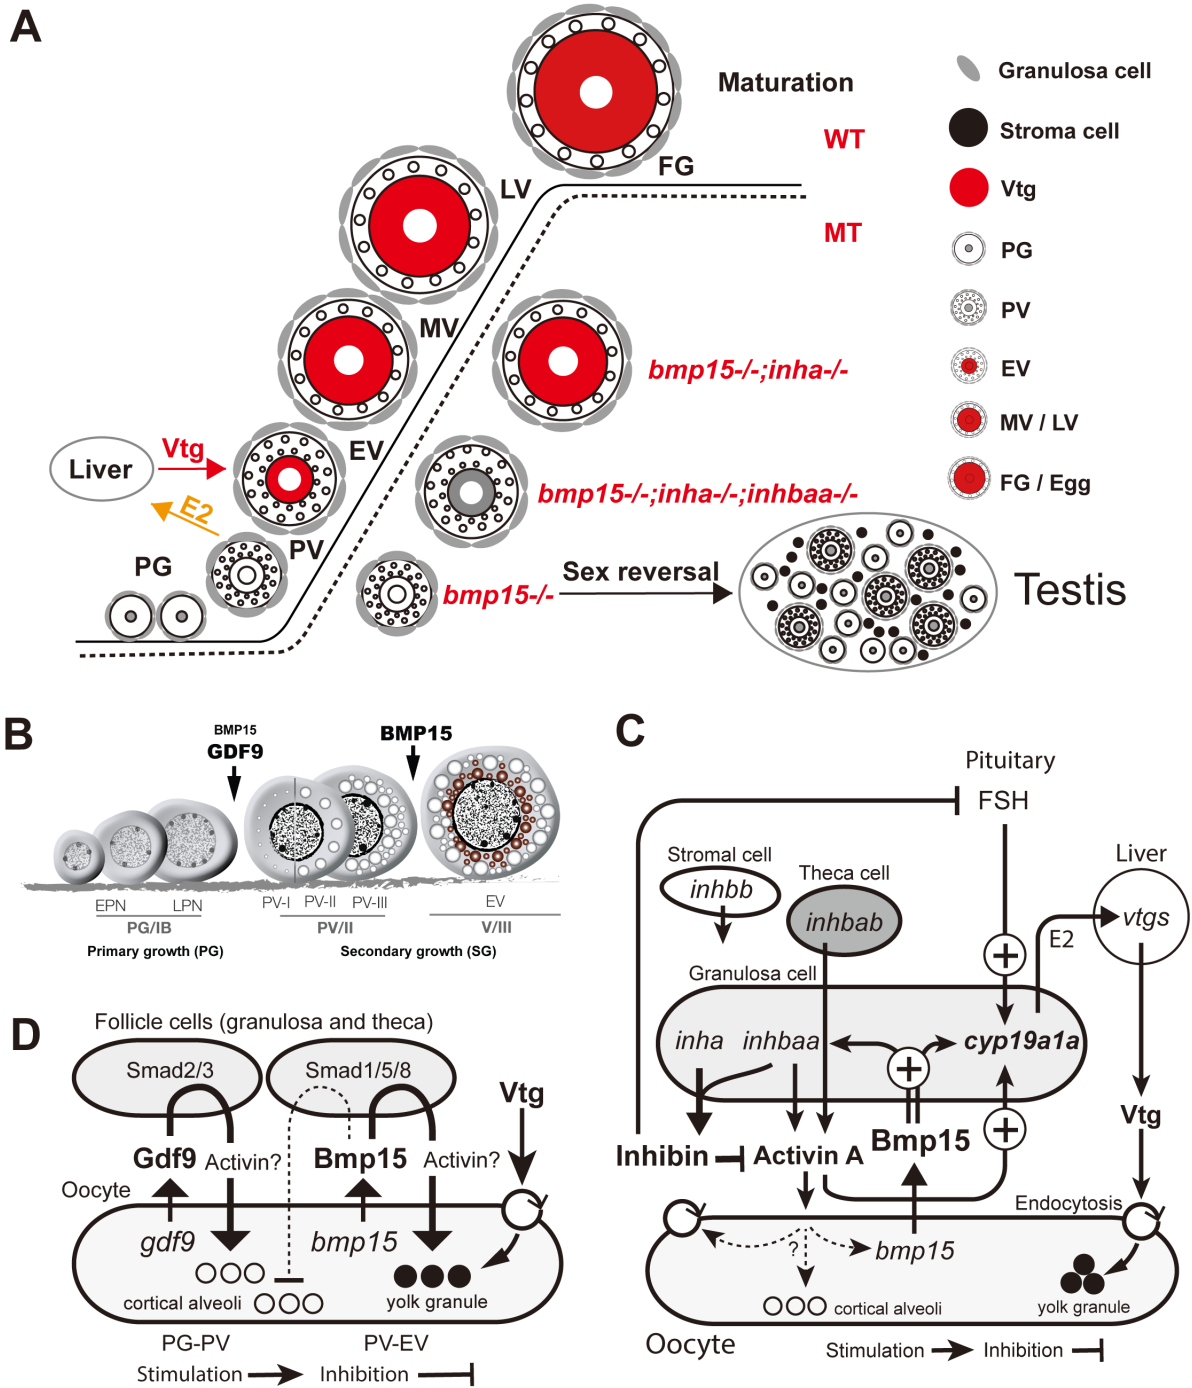 A
Maturation
WT
FG
LV
MT
MV
bmp15-/-;inha-/-
EV
Liver
Vtg
E2
bmp15-/-;inha-/-;inhbaa-/-
PV
PG
bmp15-/-
Sex reversal
Testis
Granulosa cell
Stroma cell
Vtg
PG
PV
EV
MV / LV
FG / Egg
B
BMP15
GDF9
BMP15
EPN
LPN
PV-I
PV-II
PV-III
EV
PG/IB
PV/II
V/III
Primary growth (PG)
Secondary growth (SG)
C
Pituitary
FSH
Stromal cell
inhbb
Theca cell
inhbab
Liver
vtgs
E2
+
Granulosa cell
inha
inhbaa
cyp19a1a
+
+
Inhibin
Activin A
Bmp15
Vtg
Endocytosis
?
bmp15
cortical alveoli
yolk granule
Oocyte
Stimulation
Inhibition
D
Follicle cells (granulosa and theca)
Smad2/3
Smad1/5/8
Vtg
Gdf9
Activin?
Bmp15
Activin?
Oocyte
gdf9
bmp15
cortical alveoli
yolk granule
PG-PV
PV-EV
Stimulation
Inhibition